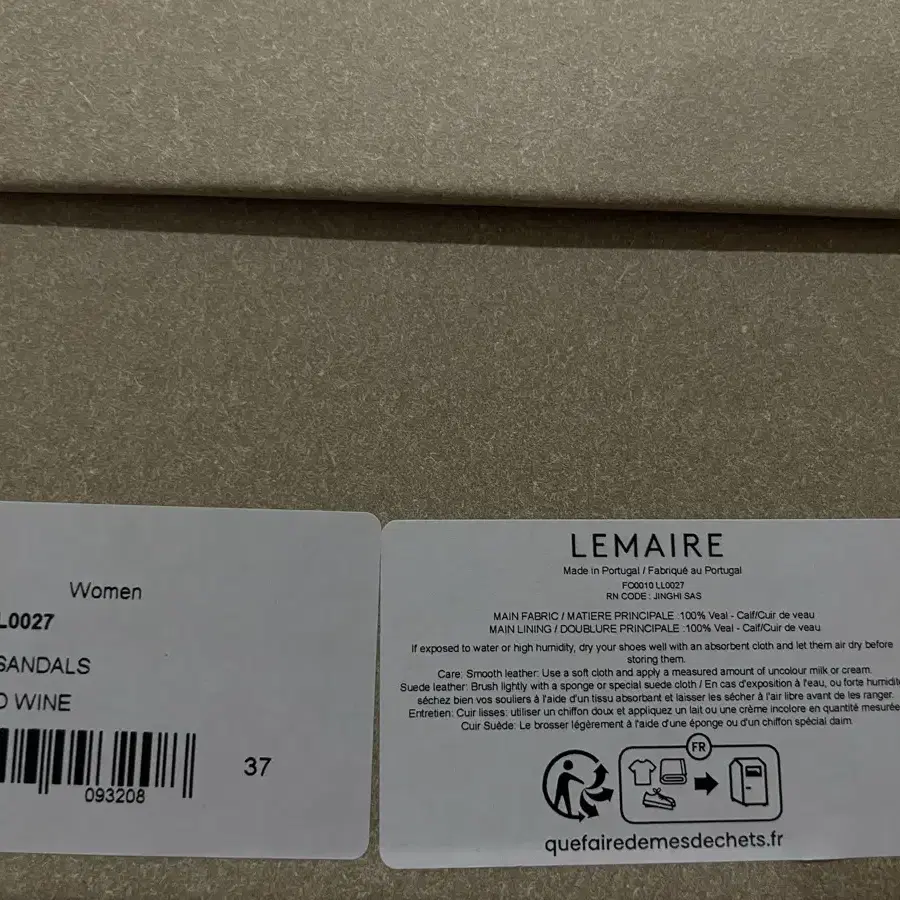 Women
L0027
SANDALS
WINE
093208
37
LEMAIRE
Made in Portugal / Fabriqué au Portugal
FO0010 LL0027
RN CODE : JINGHI SAS
MAIN FABRIC / MATIERE PRINCIPALE :100% Veal - Calf/Cuir de veau
MAIN LINING / DOUBLURE PRINCIPALE :100% Veal - Calf/Cuir de veau
If exposed to water or high humidity, dry your shoes well with an absorbent cloth and let them air dry before
storing them.
Care: Smooth leather: Use a soft cloth and apply a measured amount of uncolour milk or cream.
Suede leather: Brush lightly with a sponge or special suede cloth / En cas d'exposition à l'eau, ou forte humidité
séchez bien vos souliers à l'aide d'un tissu absorbant et laisser les sécher à l'air libre avant de les ranger.
Entretien: Cuir lisses: utiliser un chiffon doux et appliquez un lait ou une crème incolore en quantité mesurée
Cuir Suède: Le brosser légèrement à l'aide d'une éponge ou d'un chiffon spécial daim.
FR
quefairedemesdechets.fr